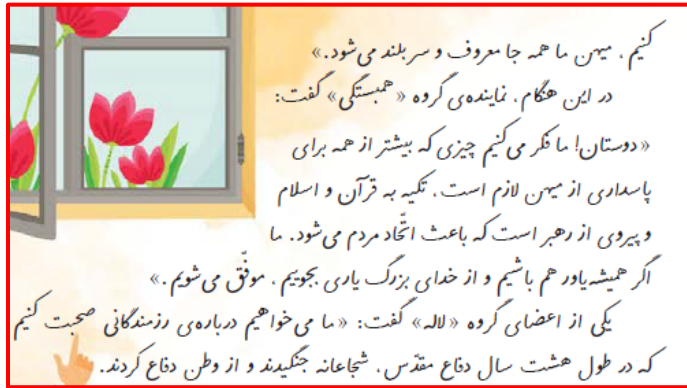 کنیم، میهن ما همه جا معروف و سر بلند می‌شود.»
در این هنگام، نماینده‌ی گروه «همبستگی» گفت:
«دوستان! ما فکر می‌کنیم چیزی که بیشتر از همه برای
پاسداری از میهن لازم است، تکیه به قرآن و اسلام
و پیروی از رهبر است که باعث اتّحاد مردم می‌شود. ما
اگر همیشه یاور هم باشیم و از خدای بزرگ یاری بجوییم، موفّق می‌شویم.»
یکی از اعضای گروه «لاله» گفت: «ما می‌خواهیم درباره‌ی رزمندگانی صحبت کنیم
که در طول هشت سال دفاع مقدّس، شجاعانه جنگیدند و از وطن دفاع کردند.